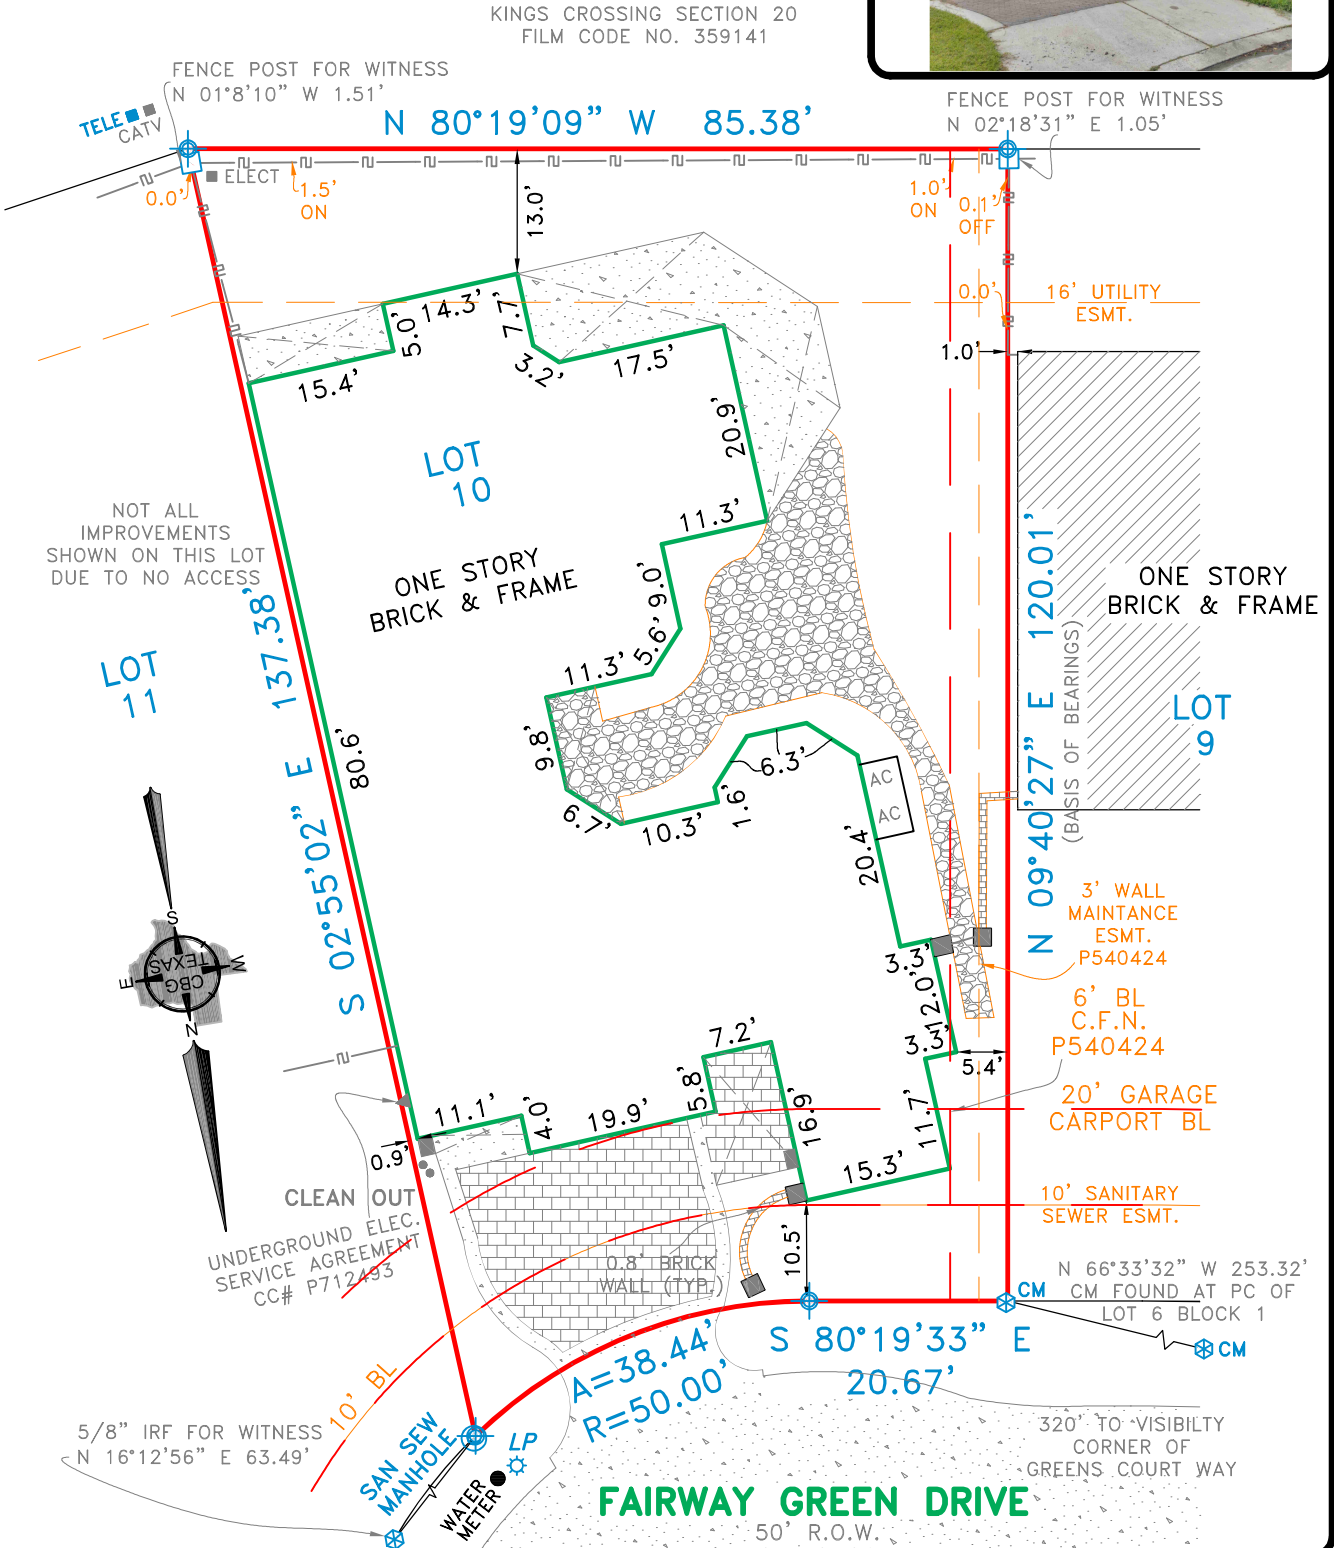 KINGS CROSSING SECTION 20
FILM CODE NO. 359141
FENCE POST FOR WITNESS
N 01°8'10" W 1.51'
FENCE POST FOR WITNESS
N 02°18'31" E 1.05'
TELE
CATV
N 80°19'09" W 85.38'
ELECT
0.0'
1.5'
ON
13.0'
1.0'
ON
0.1'
OFF
0.0'
16' UTILITY
ESMT.
1.0'
14.3'
7.7'
5.0'
15.4'
3.2'
17.5'
20.9'
LOT
10
11.3'
NOT ALL
IMPROVEMENTS
SHOWN ON THIS LOT
DUE TO NO ACCESS
ONE STORY
BRICK & FRAME
9.0'
5.6'
11.3'
ONE STORY
BRICK & FRAME
LOT
11
LOT
9
S 02°55'02" E 137.38'
80.6'
N 09°40'27" E 120.01'
(BASIS OF BEARINGS)
9.8'
6.7'
10.3'
1.6'
6.3'
AC
AC
20.4'
3' WALL
MAINTANCE
ESMT.
P540424
S
W
E
N
TEXAS
CBG
3.3'
12.0'
3.3'
5.4'
6' BL
C.F.N.
P540424
7.2'
5.8'
16.9'
11.7'
20' GARAGE
CARPORT BL
11.1'
4.0'
19.9'
15.3'
0.9'
CLEAN OUT
UNDERGROUND ELEC.
SERVICE AGREEMENT
CC# P712493
10' SANITARY
SEWER ESMT.
0.8' BRICK
WALL (TYP.)
10.5'
N 66°33'32" W 253.32'
CM FOUND AT PC OF
LOT 6 BLOCK 1
CM
CM
S 80°19'33" E
20.67'
A=38.44'
R=50.00'
10' BL
5/8" IRF FOR WITNESS
N 16°12'56" E 63.49'
SAN SEW
MANHOLE
LP
WATER
METER
320' TO VISIBILTY
CORNER OF
GREENS COURT WAY
FAIRWAY GREEN DRIVE
50' R.O.W.